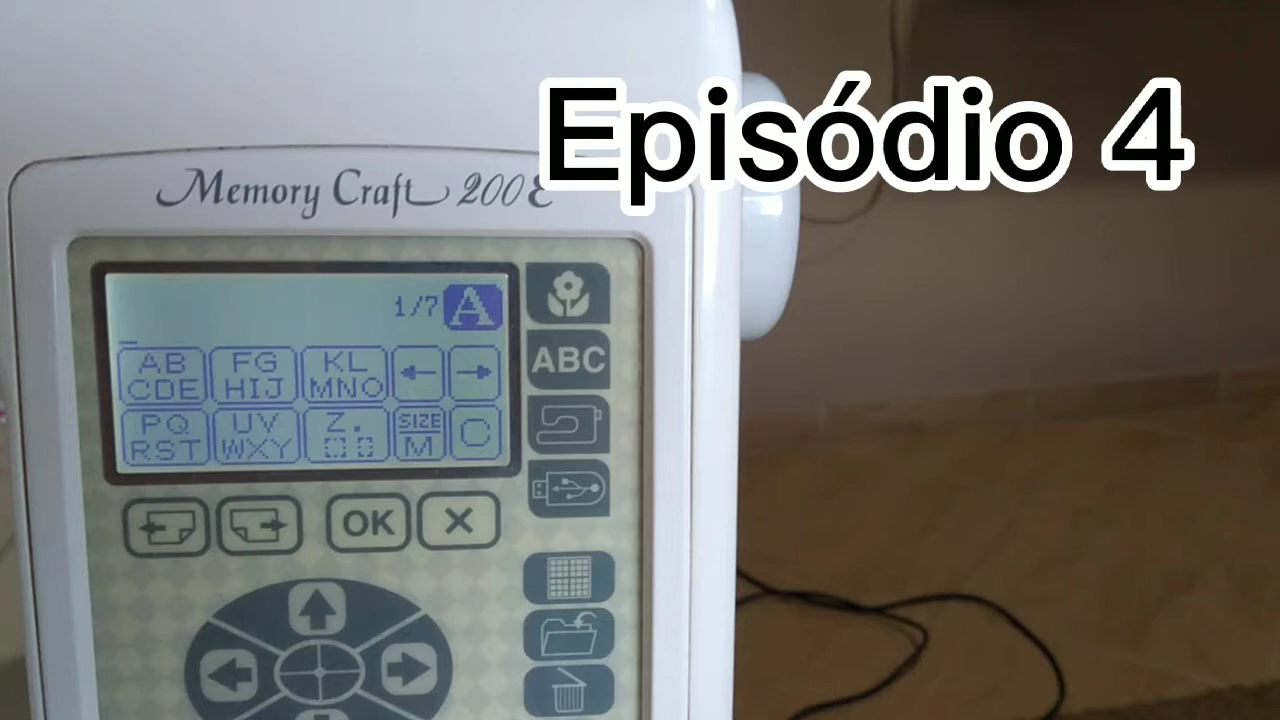 Episódio 4
Memory Craft 200E
1/7 A
AB CDE
FG HIJ
KL MNO
PQ RST
UV WXY
Z.
SIZE M
C
ABC
OK